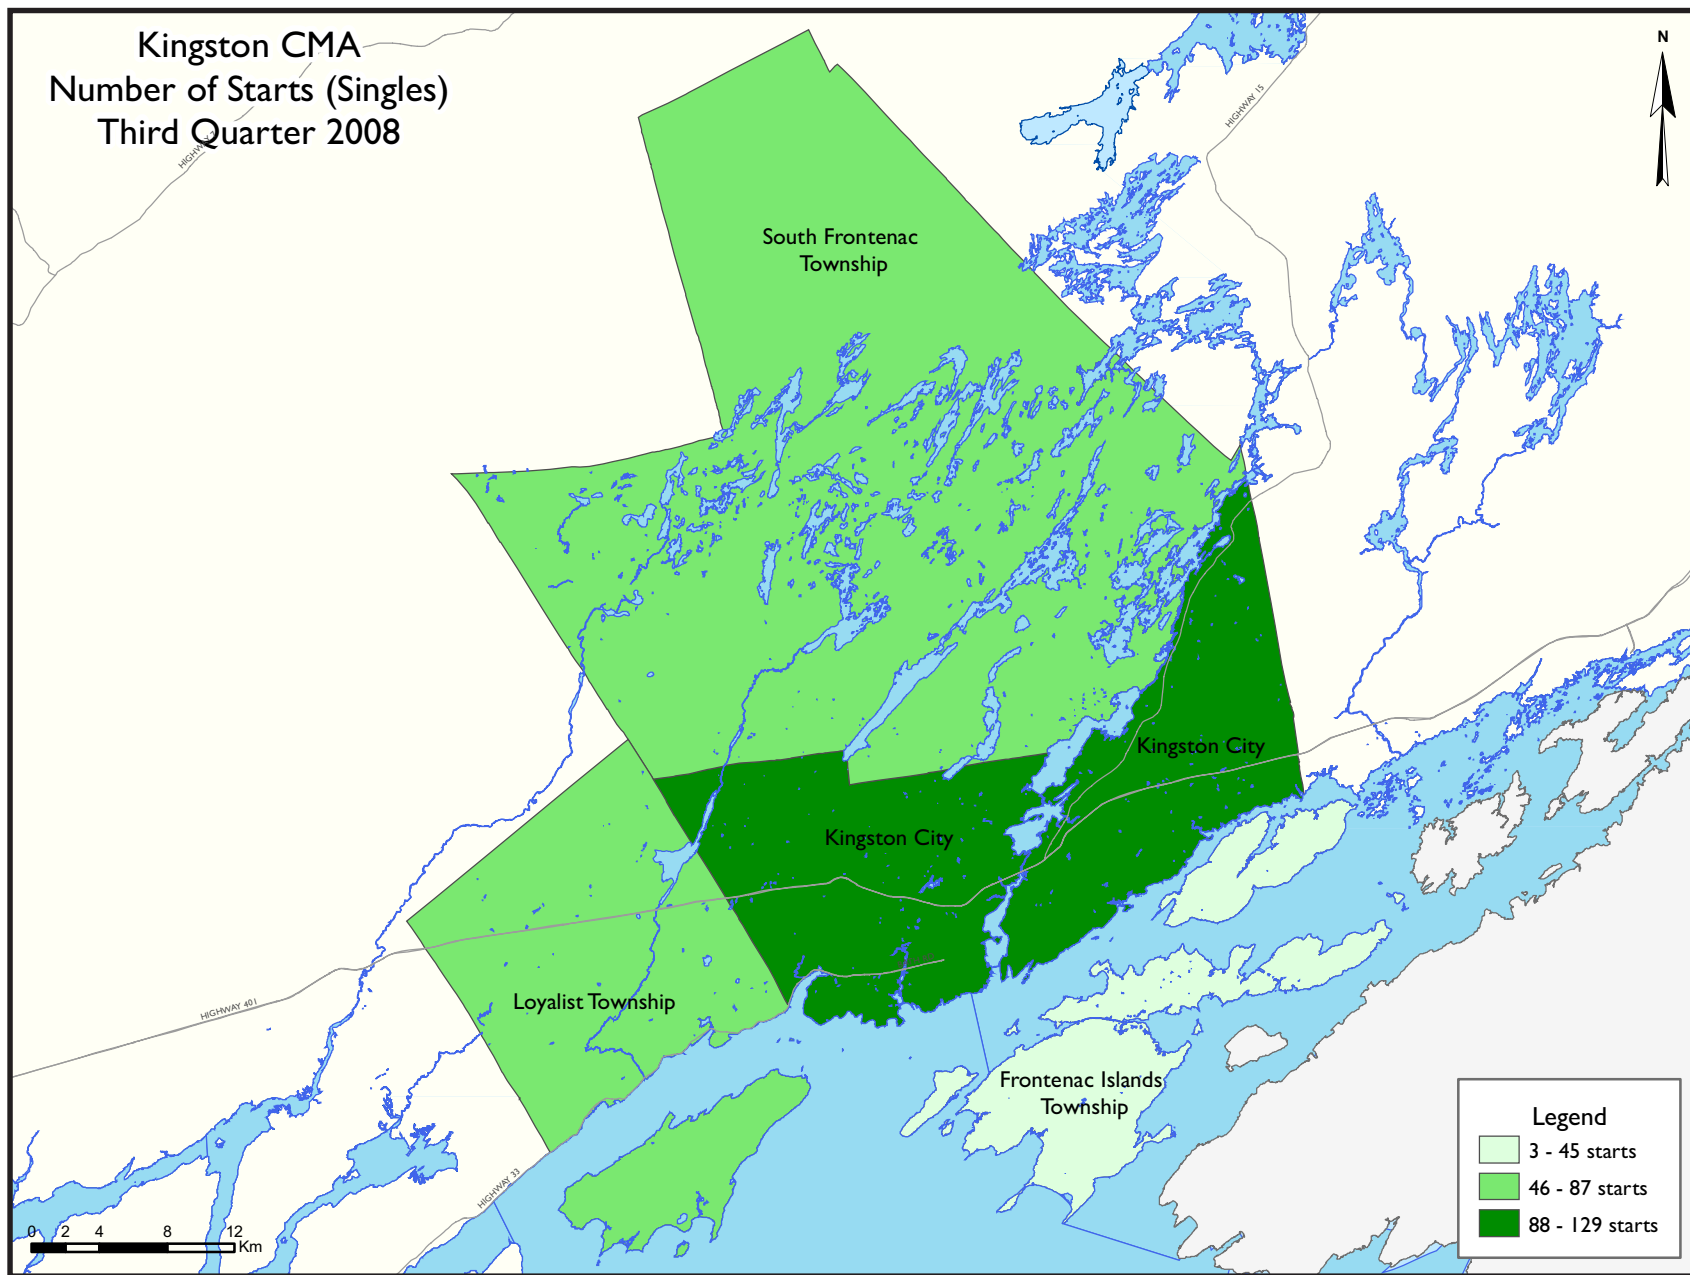 Kingston CMA
Number of Starts (Singles)
Third Quarter 2008
N
HIGHWAY 15
South Frontenac
Township
Kingston City
Kingston City
Loyalist Township
HIGHWAY 401
Frontenac Islands
Township
HIGHWAY 33
Legend
3 - 45 starts
46 - 87 starts
88 - 129 starts
0 2 4 8 12
Km